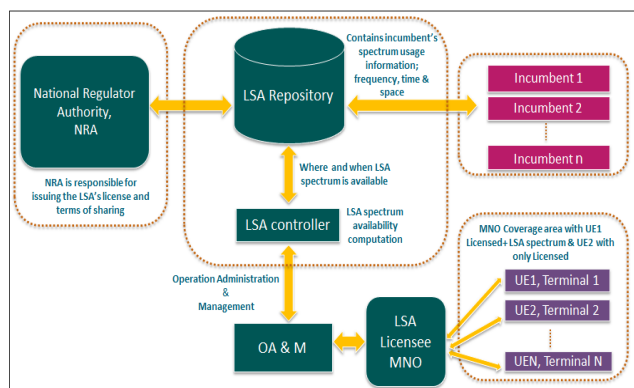 National Regulator
Authority,
NRA
NRA is responsible for
issuing the LSA's license and
terms of sharing
LSA Repository
Contains incumbent's
spectrum usage
information;
frequency, time &
space
Incumbent 1
Incumbent 2
Incumbent n
Where and when LSA
spectrum is available
LSA controller
LSA spectrum
availability
computation
Operation Administration
&
Management
OA & M
LSA
Licensee
MNO
MNO Coverage area with UE1
Licensed+ LSA spectrum & UE2 with
only Licensed
UE1, Terminal 1
UE2, Terminal 2
UEN, Terminal N